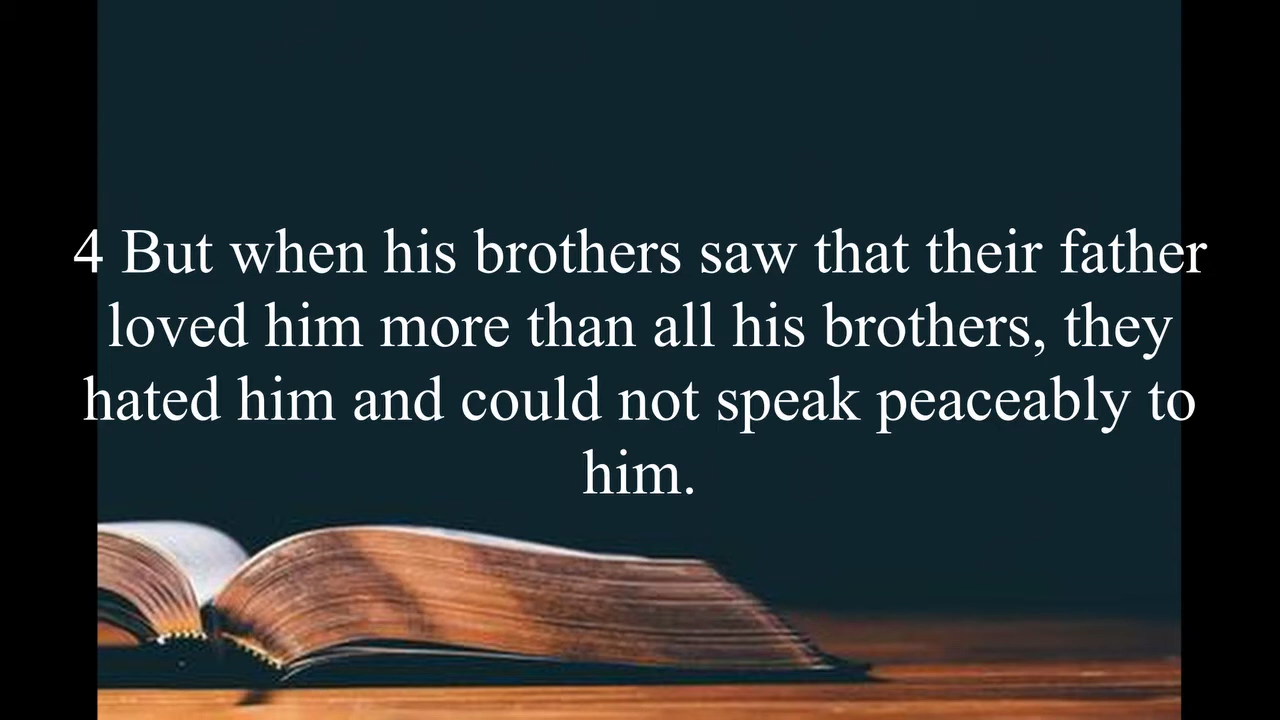 4 But when his brothers saw that their father
loved him more than all his brothers, they
hated him and could not speak peaceably to
him.